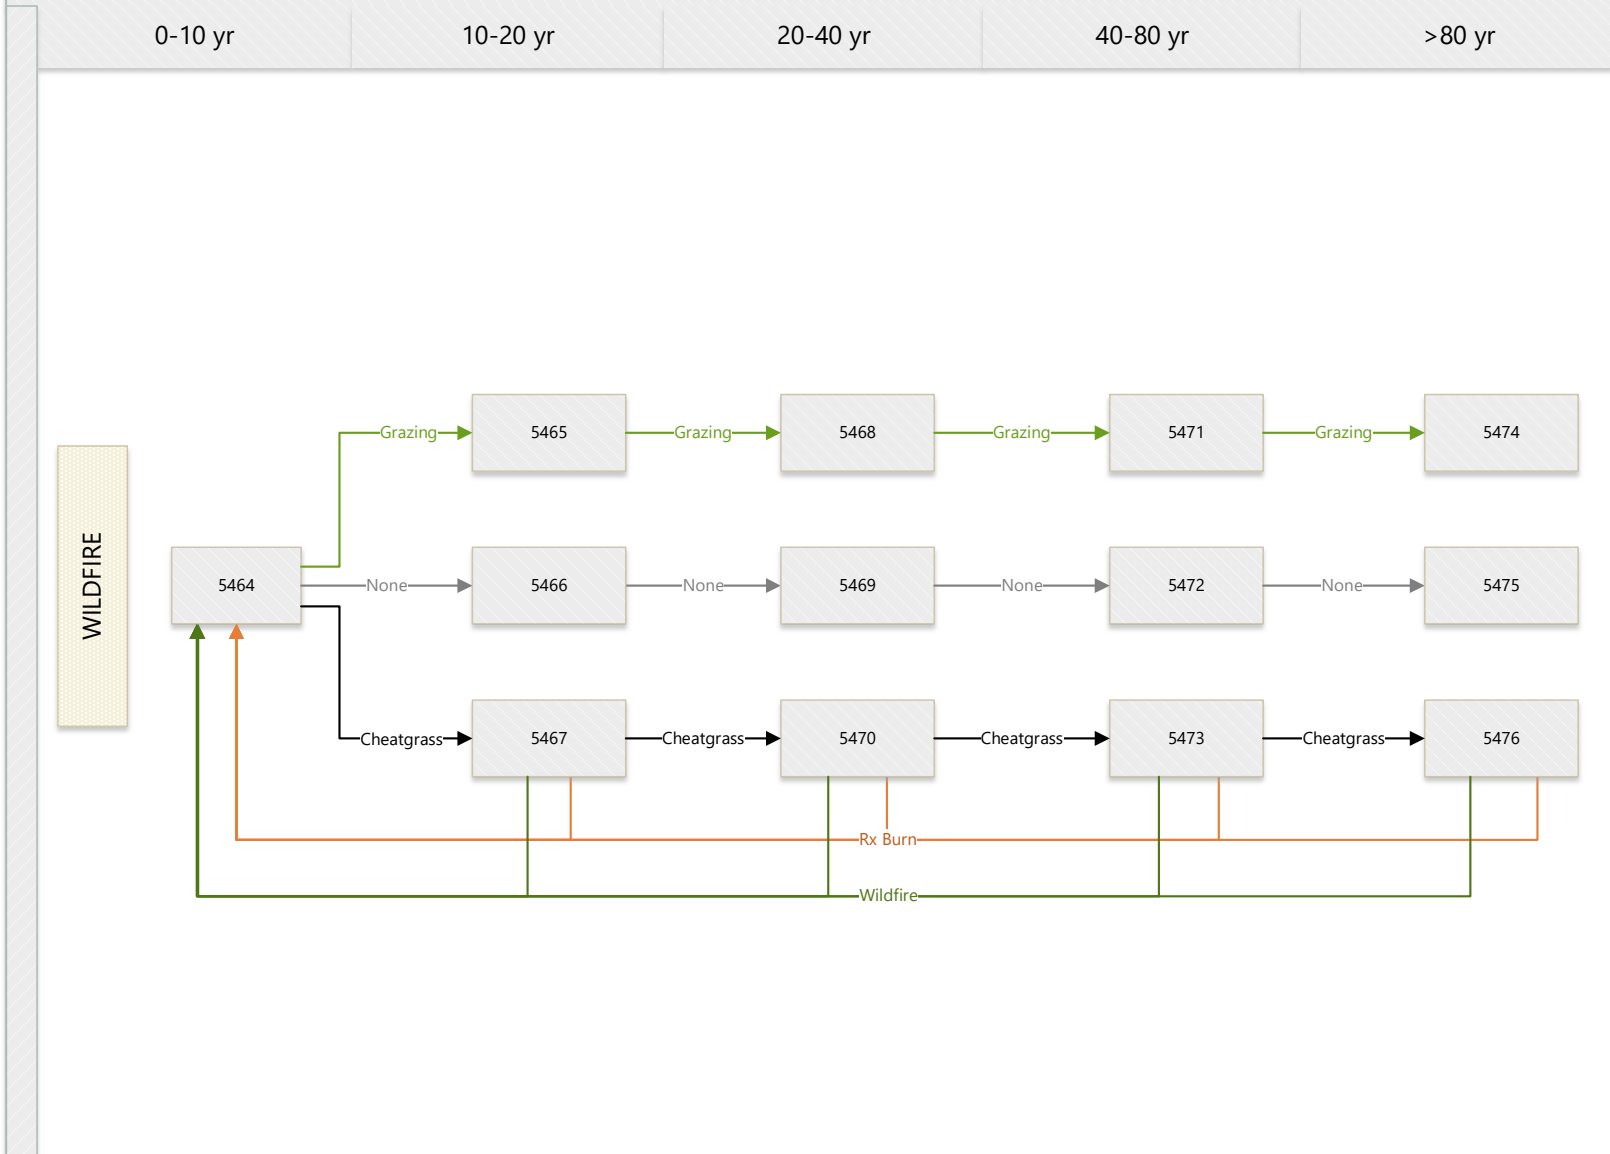 0-10 yr
10-20 yr
20-40 yr
40-80 yr
>80 yr
WILDFIRE
Grazing
5465
Grazing
5468
Grazing
5471
Grazing
5474
5464
None
5466
None
5469
None
5472
None
5475
Cheatgrass
5467
Cheatgrass
5470
Cheatgrass
5473
Cheatgrass
5476
Rx Burn
Wildfire